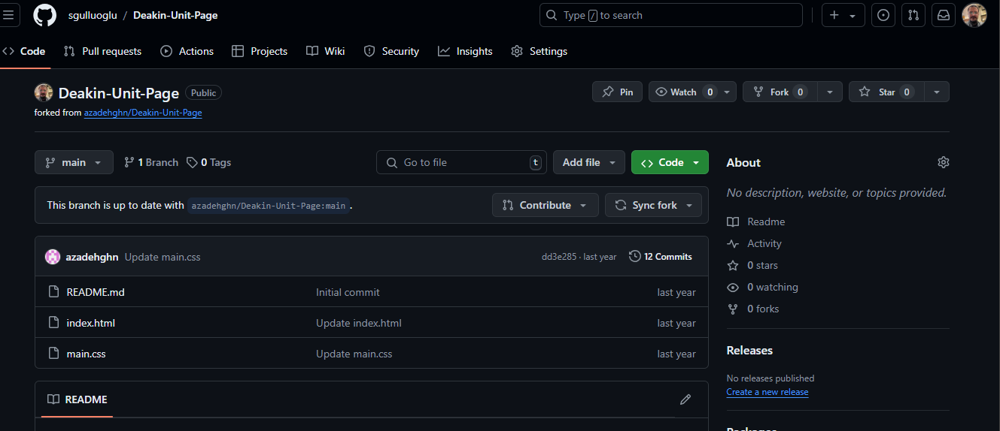 sgulluoglu / Deakin-Unit-Page
Type / to search
Code Pull requests Actions Projects Wiki Security Insights Settings
Deakin-Unit-Page Public
Pin Watch 0 Fork 0 Star 0
forked from azadehghn/Deakin-Unit-Page
main 1 Branch 0 Tags
Go to file t Add file Code
This branch is up to date with azadehghn/Deakin-Unit-Page:main .
Contribute Sync fork
azadehghn Update main.css dd3e285 · last year 12 Commits
README.md Initial commit last year
index.html Update index.html last year
main.css Update main.css last year
README
About
No description, website, or topics provided.
Readme
Activity
0 stars
0 watching
0 forks
Releases
No releases published
Create a new release
Packages